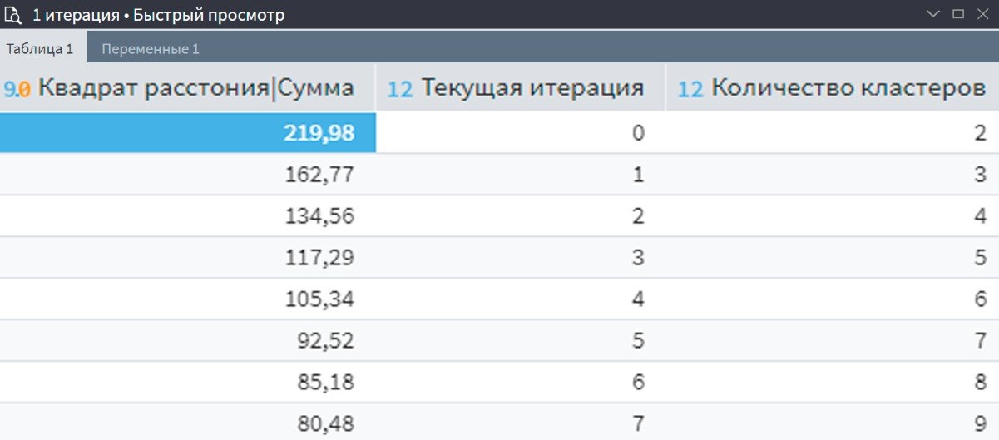 1 итерация • Быстрый просмотр
Таблица 1 Переменные 1
9.0 Квадрат расстония|Сумма 12 Текущая итерация 12 Количество кластеров
219,98 0 2
162,77 1 3
134,56 2 4
117,29 3 5
105,34 4 6
92,52 5 7
85,18 6 8
80,48 7 9